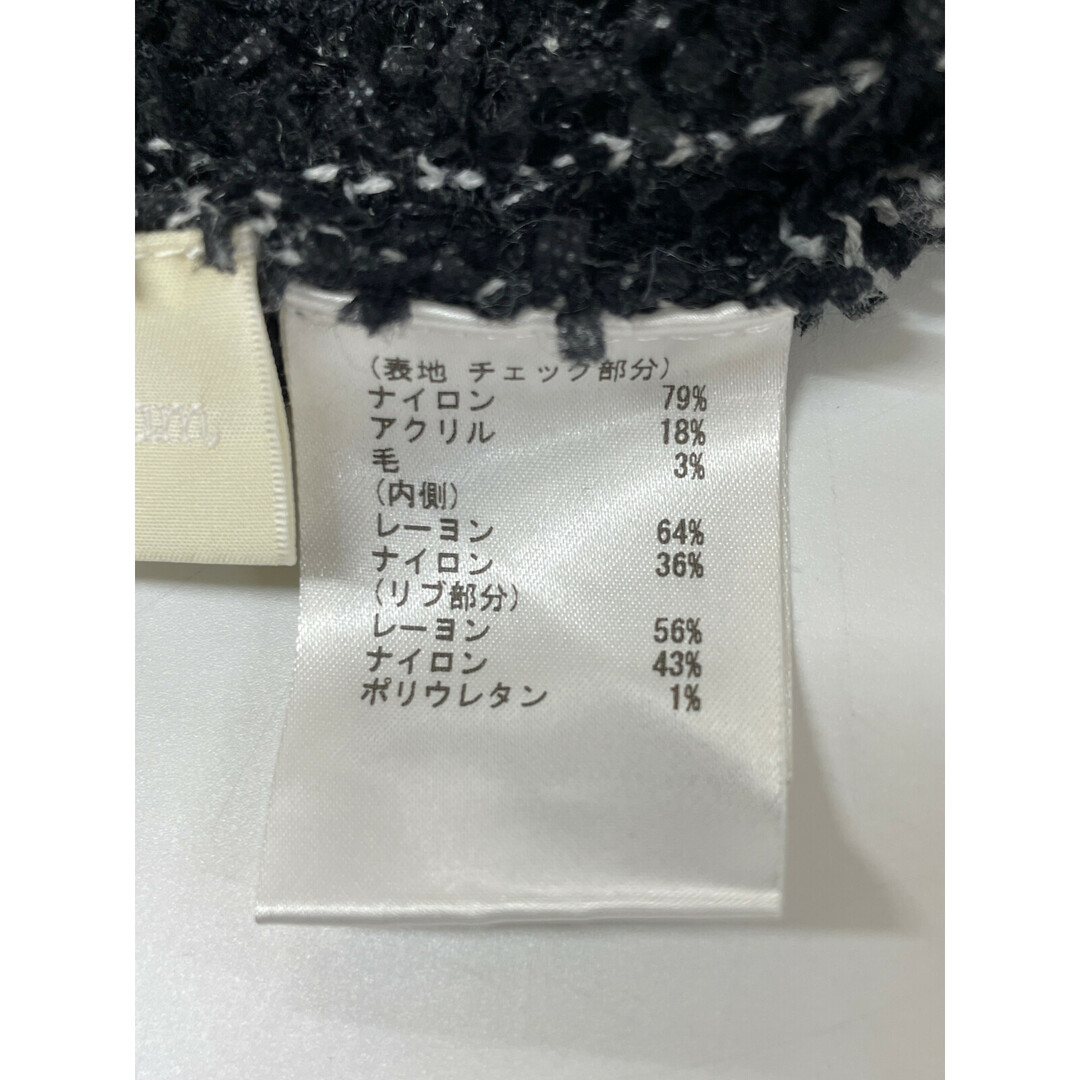 (表地 チェック部分)
ナイロン 79%
アクリル 18%
毛 3%
(内側)
レーヨン 64%
ナイロン 36%
(リブ部分)
レーヨン 56%
ナイロン 43%
ポリウレタン 1%